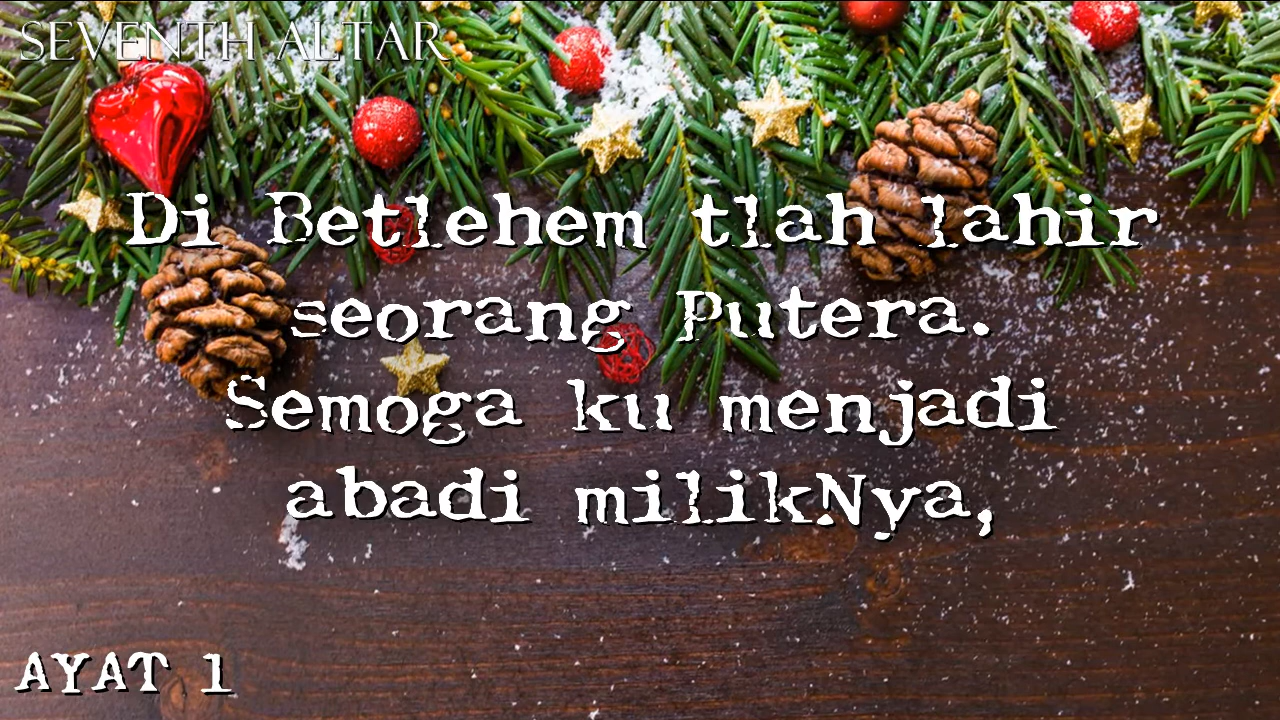 SEVENTH ALTAR
Di Betlehem tlah lahir
seorang Putera.
Semoga ku menjadi
abadi milikNya,
AYAT 1